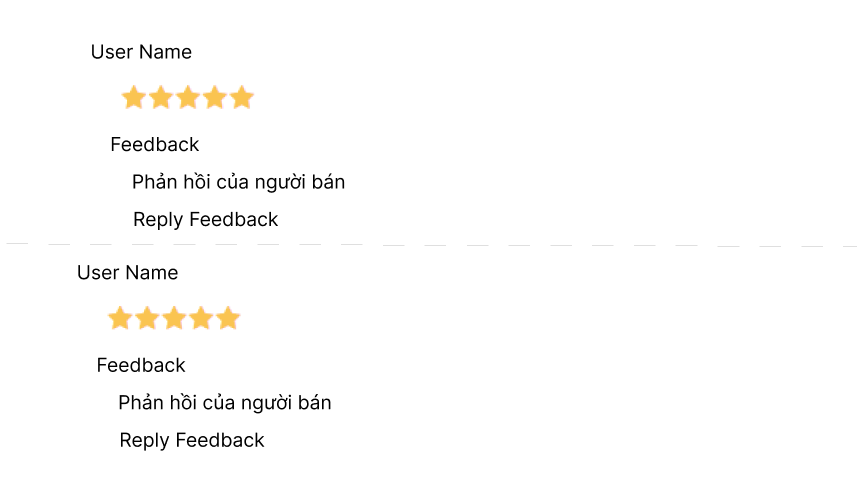 User Name
Feedback
Phản hồi của người bán
Reply Feedback
User Name
Feedback
Phản hồi của người bán
Reply Feedback